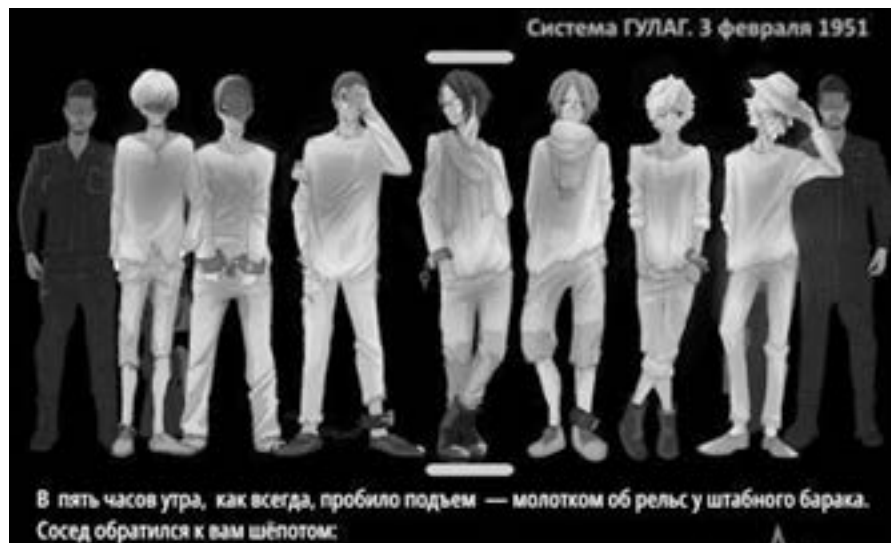 Система ГУЛАГ. 3 февраля 1951
В пять часов утра, как всегда, пробило подъем — молотком об рельс у штабного барака.
Сосед обратился к вам шёпотом: